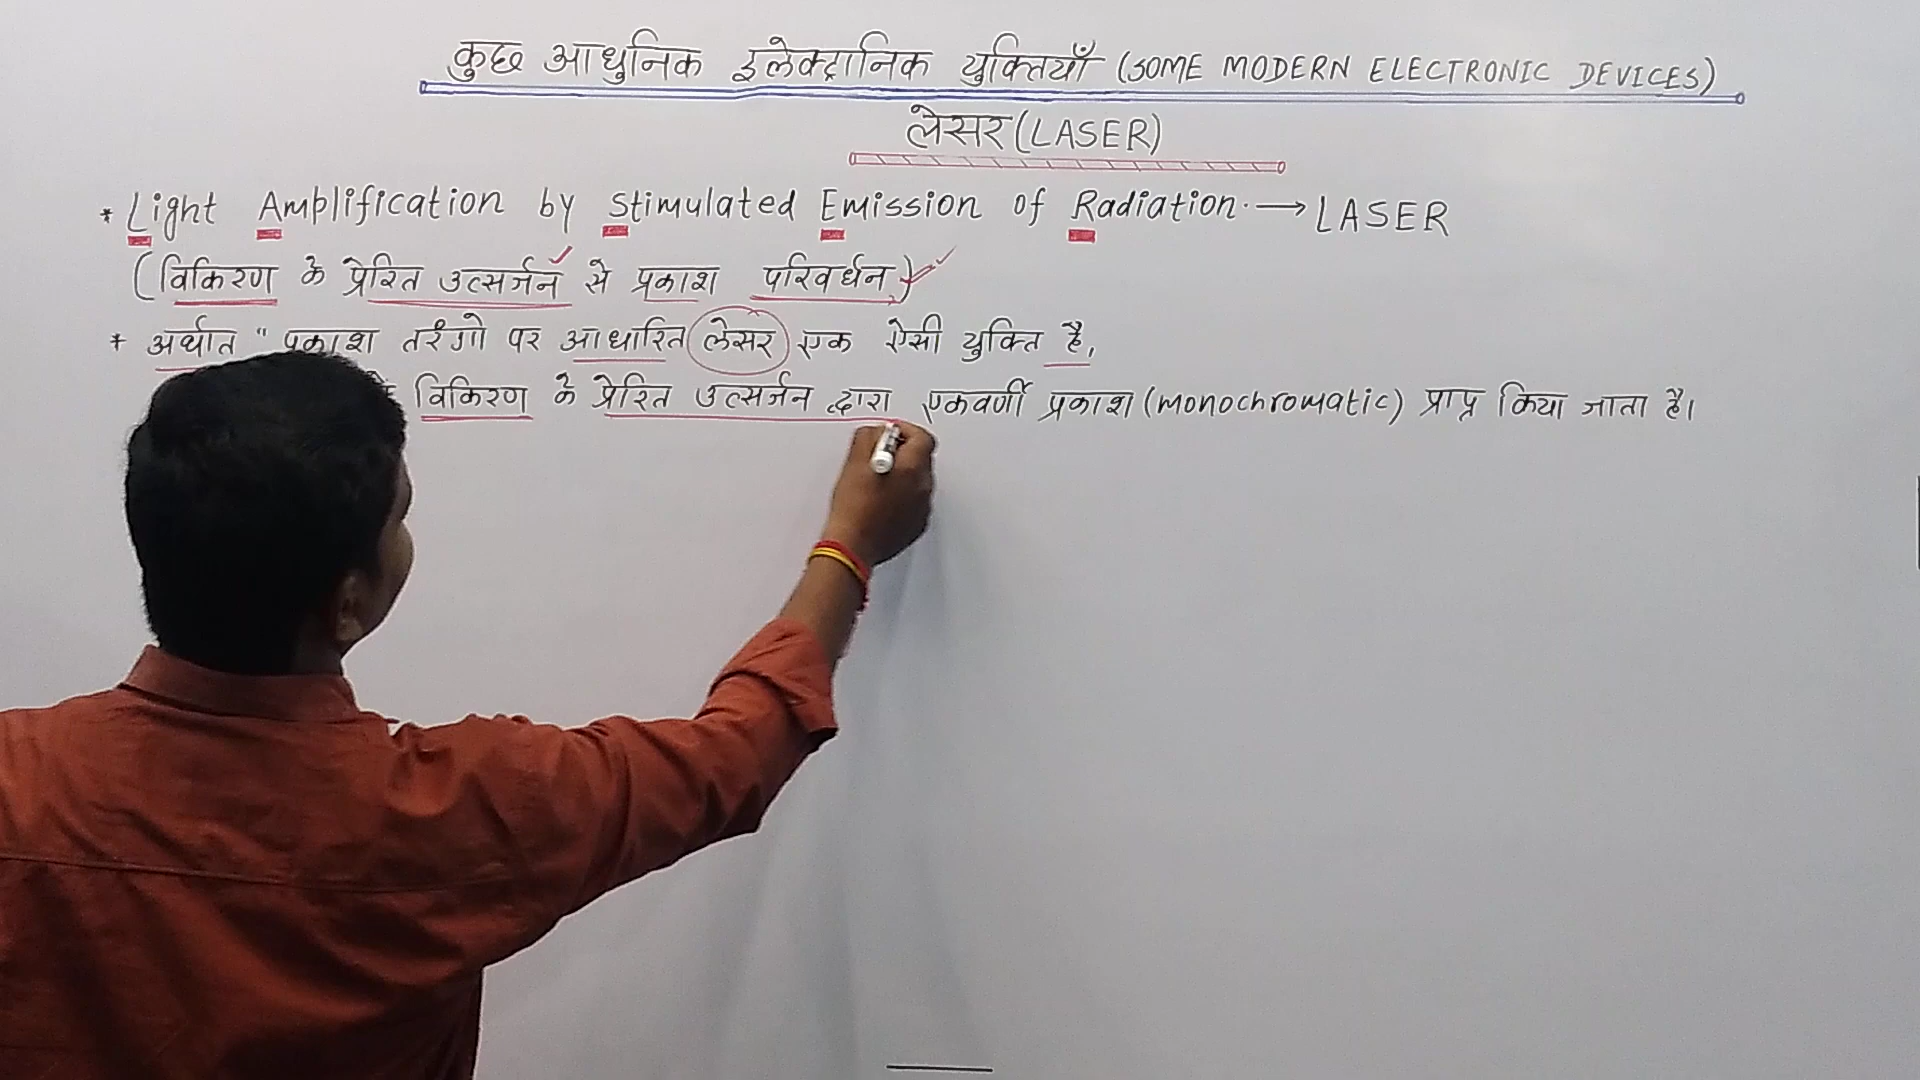 कुछ आधुनिक इलेक्ट्रानिक युक्तियाँ (SOME MODERN ELECTRONIC DEVICES)
लेसर (LASER)
* Light Amplification by Stimulated Emission of Radiation. → LASER
(विकिरण के प्रेरित उत्सर्जन से प्रकाश परिवर्धन)
* अर्थात " प्रकाश तरंगो पर आधारित लेसर एक ऐसी युक्ति है,
विकिरण के प्रेरित उत्सर्जन द्वारा एकवर्णी प्रकाश (monochromatic) प्राप्त किया जाता है।